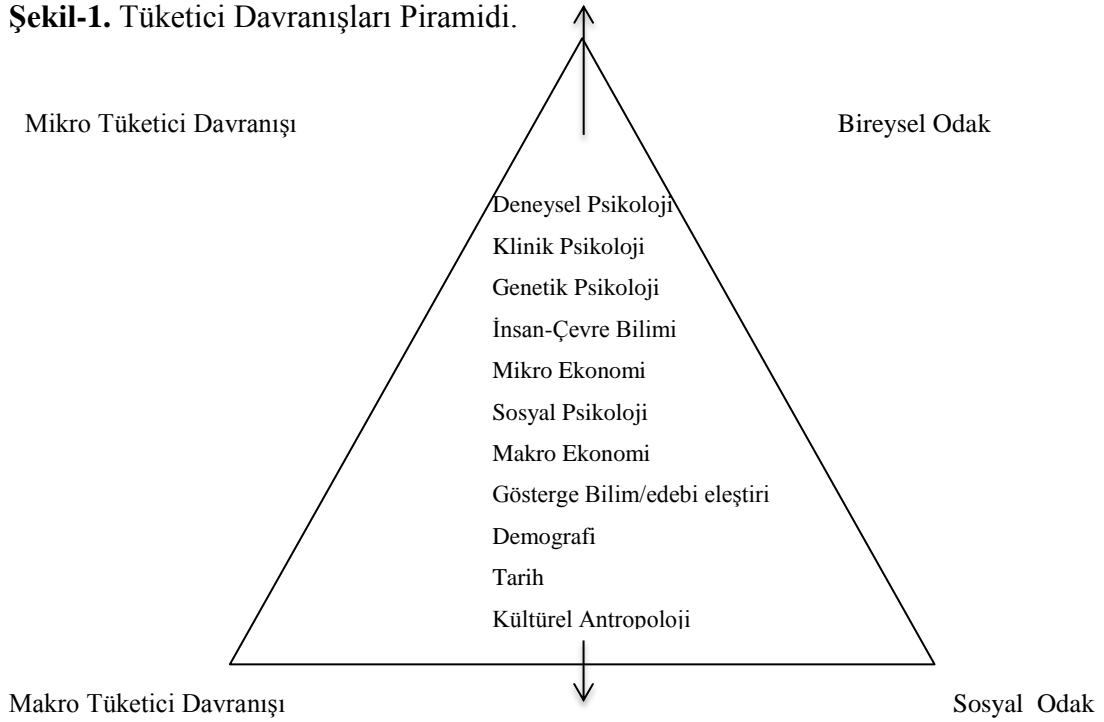 Şekil-1. Tüketici Davranışları Piramidi.
Mikro Tüketici Davranışı Bireysel Odak
Deneysel Psikoloji
Klinik Psikoloji
Genetik Psikoloji
İnsan-Çevre Bilimi
Mikro Ekonomi
Sosyal Psikoloji
Makro Ekonomi
Gösterge Bilim/edebi eleştiri
Demografi
Tarih
Kültürel Antropoloji
Makro Tüketici Davranışı Sosyal Odak